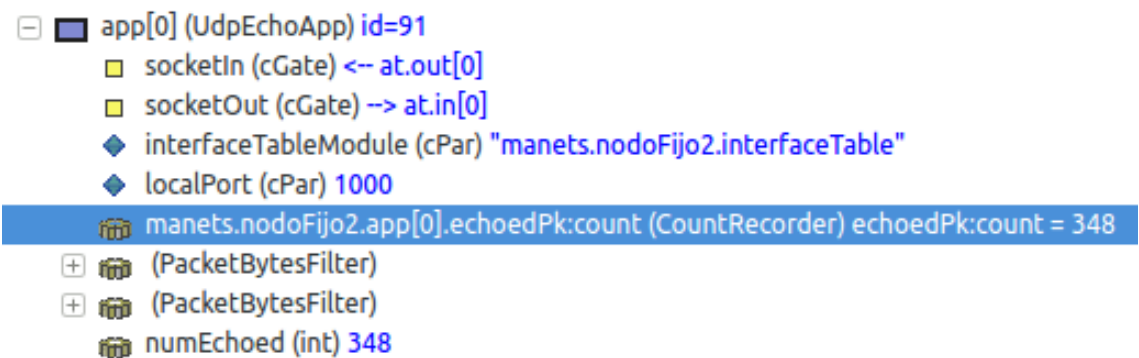 app[0] (UdpEchoApp) id=91
socketIn (cGate) <-- at.out[0]
socketOut (cGate) --> at.in[0]
interfaceTableModule (cPar) "manets.nodoFijo2.interfaceTable"
localPort (cPar) 1000
manets.nodoFijo2.app[0].echoedPk:count (CountRecorder) echoedPk:count = 348
(PacketBytesFilter)
(PacketBytesFilter)
numEchoed (int) 348